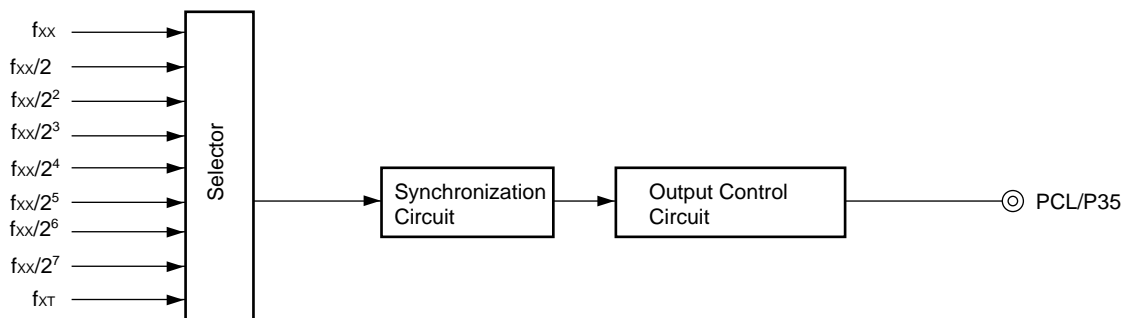 fxx
fxx/2
fxx/2²
fxx/2³
fxx/2⁴
fxx/2⁵
fxx/2⁶
fxx/2⁷
fXT
Selector
Synchronization
Circuit
Output Control
Circuit
PCL/P35